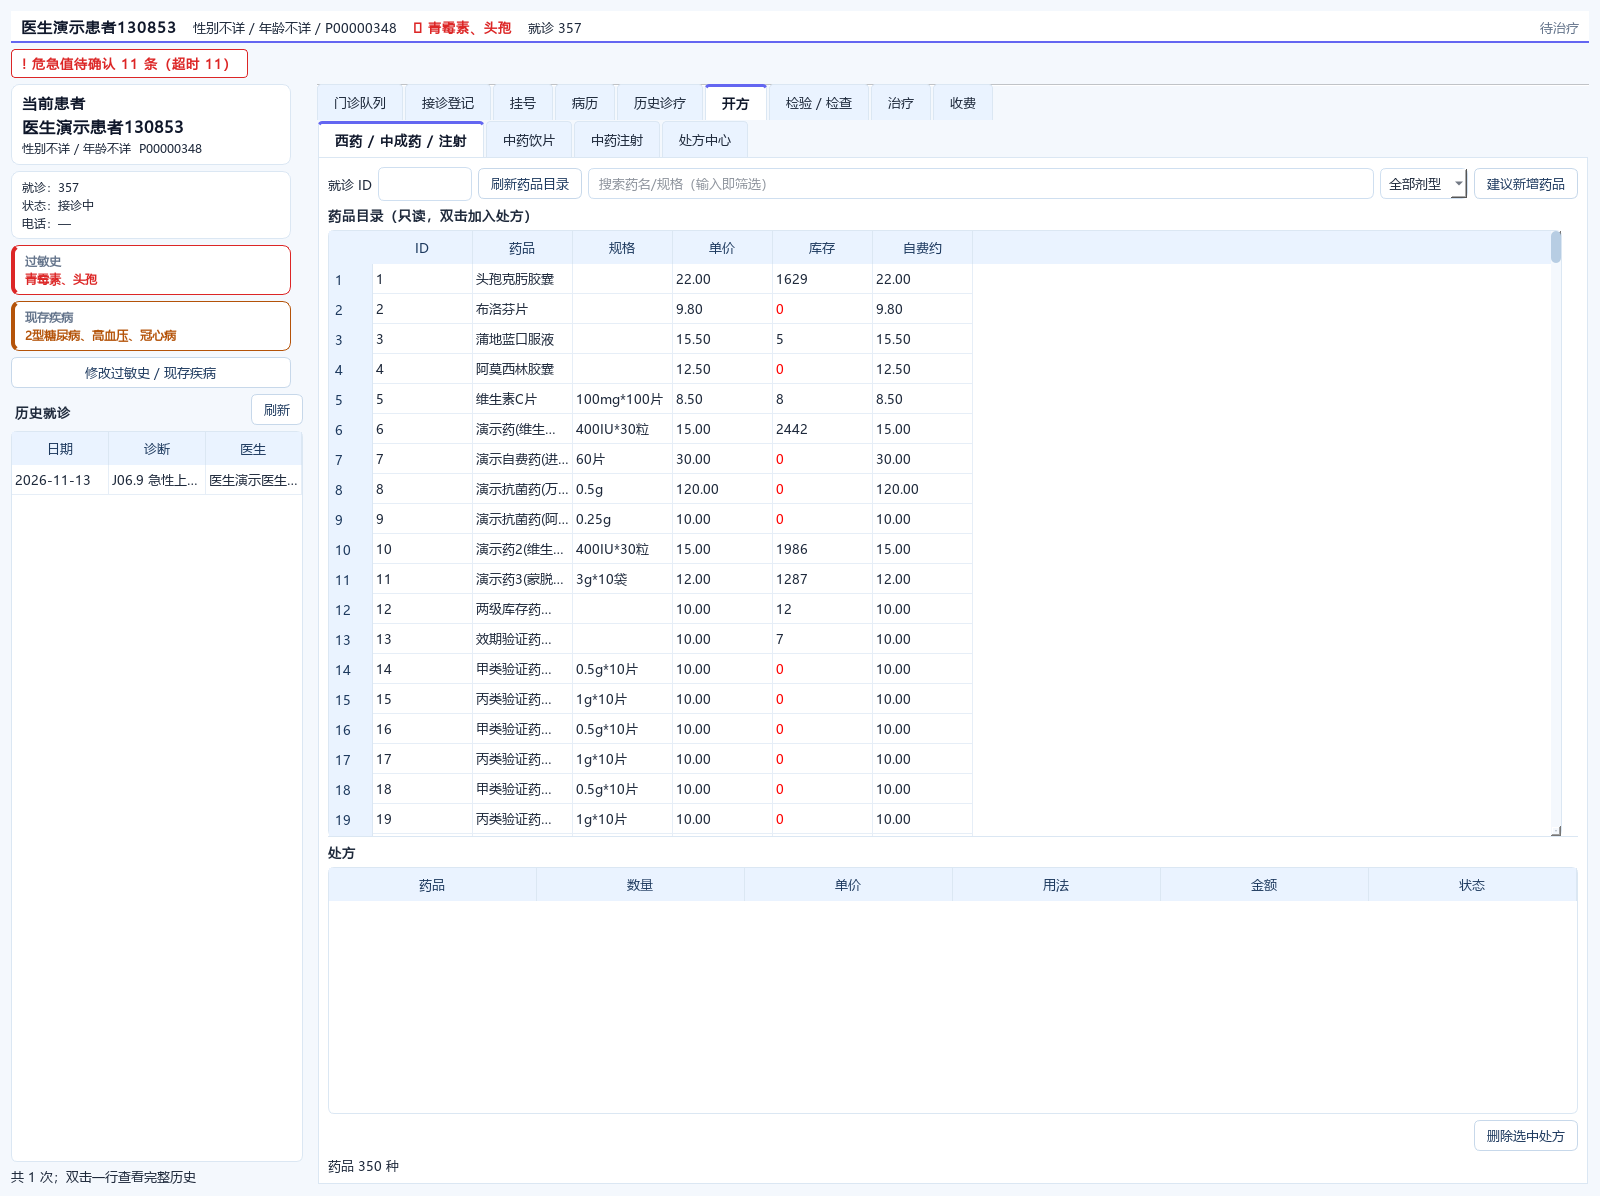 医生演示患者130853 性别不详 / 年龄不详 / P00000348 青霉素、头孢 就诊 357 待治疗
! 危急值待确认 11 条（超时 11）
当前患者
医生演示患者130853
性别不详 / 年龄不详 P00000348
就诊：357
状态：接诊中
电话：—
过敏史
青霉素、头孢
现存疾病
2型糖尿病、高血压、冠心病
修改过敏史 / 现存疾病
历史就诊 刷新
日期 诊断 医生
2026-11-13 J06.9 急性上... 医生演示医生...
共 1 次；双击一行查看完整历史
门诊队列 接诊登记 挂号 病历 历史诊疗 开方 检验 / 检查 治疗 收费
西药 / 中成药 / 注射 中药饮片 中药注射 处方中心
就诊 ID 刷新药品目录 搜索药名/规格（输入即筛选） 全部剂型 建议新增药品
药品目录（只读，双击加入处方）
ID 药品 规格 单价 库存 自费约
1 1 头孢克肟胶囊 22.00 1629 22.00
2 2 布洛芬片 9.80 0 9.80
3 3 蒲地蓝口服液 15.50 5 15.50
4 4 阿莫西林胶囊 12.50 0 12.50
5 5 维生素C片 100mg*100片 8.50 8 8.50
6 6 演示药(维生... 400IU*30粒 15.00 2442 15.00
7 7 演示自费药(进... 60片 30.00 0 30.00
8 8 演示抗菌药(万... 0.5g 120.00 0 120.00
9 9 演示抗菌药(阿... 0.25g 10.00 0 10.00
10 10 演示药2(维生... 400IU*30粒 15.00 1986 15.00
11 11 演示药3(蒙脱... 3g*10袋 12.00 1287 12.00
12 12 两级库存药... 10.00 12 10.00
13 13 效期验证药... 10.00 7 10.00
14 14 甲类验证药... 0.5g*10片 10.00 0 10.00
15 15 丙类验证药... 1g*10片 10.00 0 10.00
16 16 甲类验证药... 0.5g*10片 10.00 0 10.00
17 17 丙类验证药... 1g*10片 10.00 0 10.00
18 18 甲类验证药... 0.5g*10片 10.00 0 10.00
19 19 丙类验证药... 1g*10片 10.00 0 10.00
处方
药品 数量 单价 用法 金额 状态
删除选中处方
药品 350 种